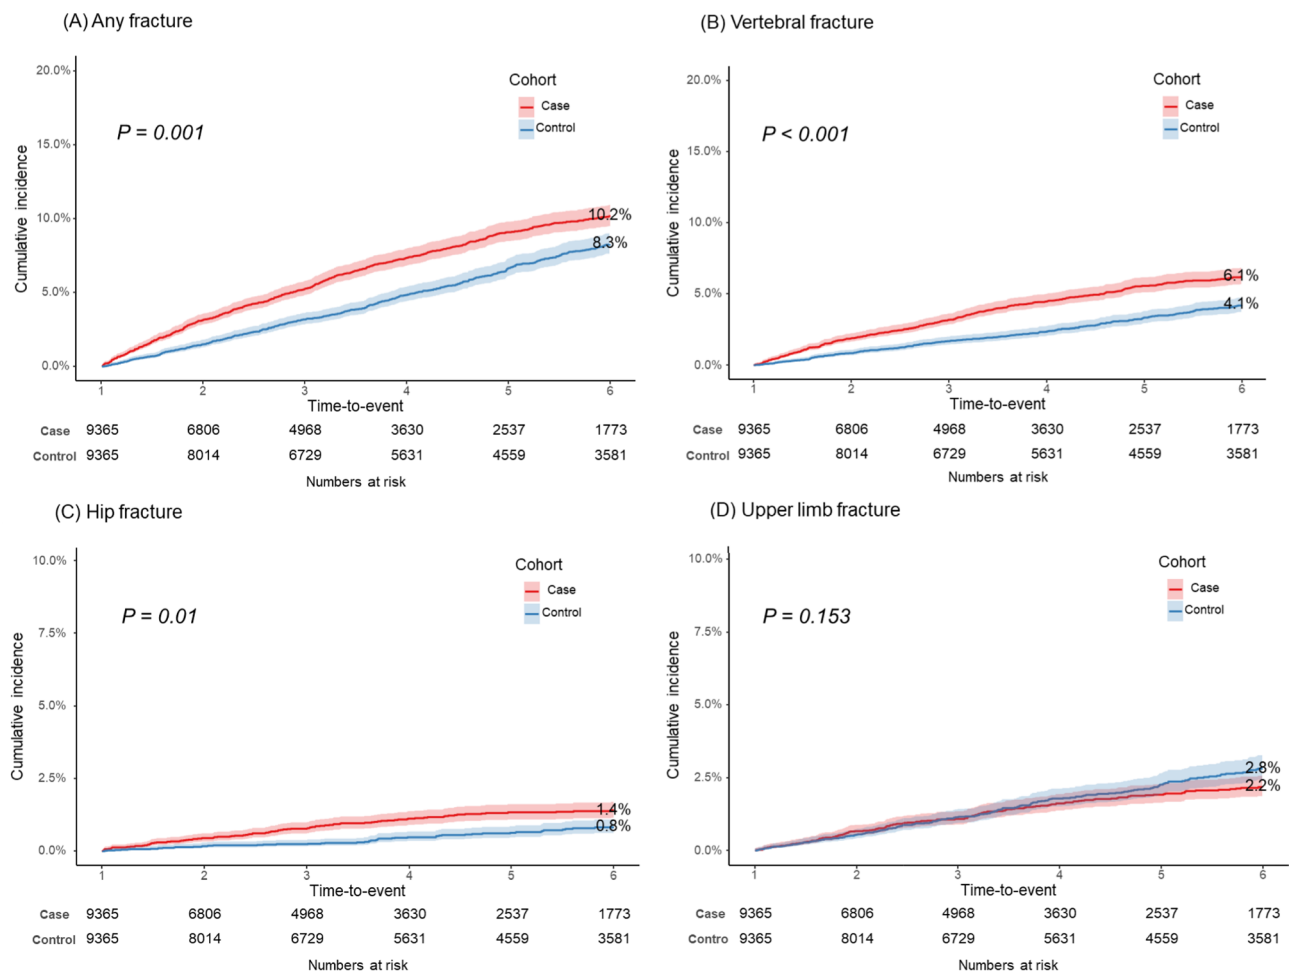 (A) Any fracture
20.0%
15.0%
10.0%
5.0%
0.0%
Cumulative incidence
P = 0.001
Cohort
Case
Control
10.2%
8.3%
1 2 3 4 5 6
Time-to-event
Case 9365 6806 4968 3630 2537 1773
Control 9365 8014 6729 5631 4559 3581
Numbers at risk
(B) Vertebral fracture
20.0%
15.0%
10.0%
5.0%
0.0%
Cumulative incidence
P < 0.001
Cohort
Case
Control
6.1%
4.1%
1 2 3 4 5 6
Time-to-event
Case 9365 6806 4968 3630 2537 1773
Control 9365 8014 6729 5631 4559 3581
Numbers at risk
(C) Hip fracture
10.0%
7.5%
5.0%
2.5%
0.0%
Cumulative incidence
P = 0.01
Cohort
Case
Control
1.4%
0.8%
1 2 3 4 5 6
Time-to-event
Case 9365 6806 4968 3630 2537 1773
Control 9365 8014 6729 5631 4559 3581
Numbers at risk
(D) Upper limb fracture
10.0%
7.5%
5.0%
2.5%
0.0%
Cumulative incidence
P = 0.153
Cohort
Case
Control
2.8%
2.2%
1 2 3 4 5 6
Time-to-event
Case 9365 6806 4968 3630 2537 1773
Contro 9365 8014 6729 5631 4559 3581
Numbers at risk